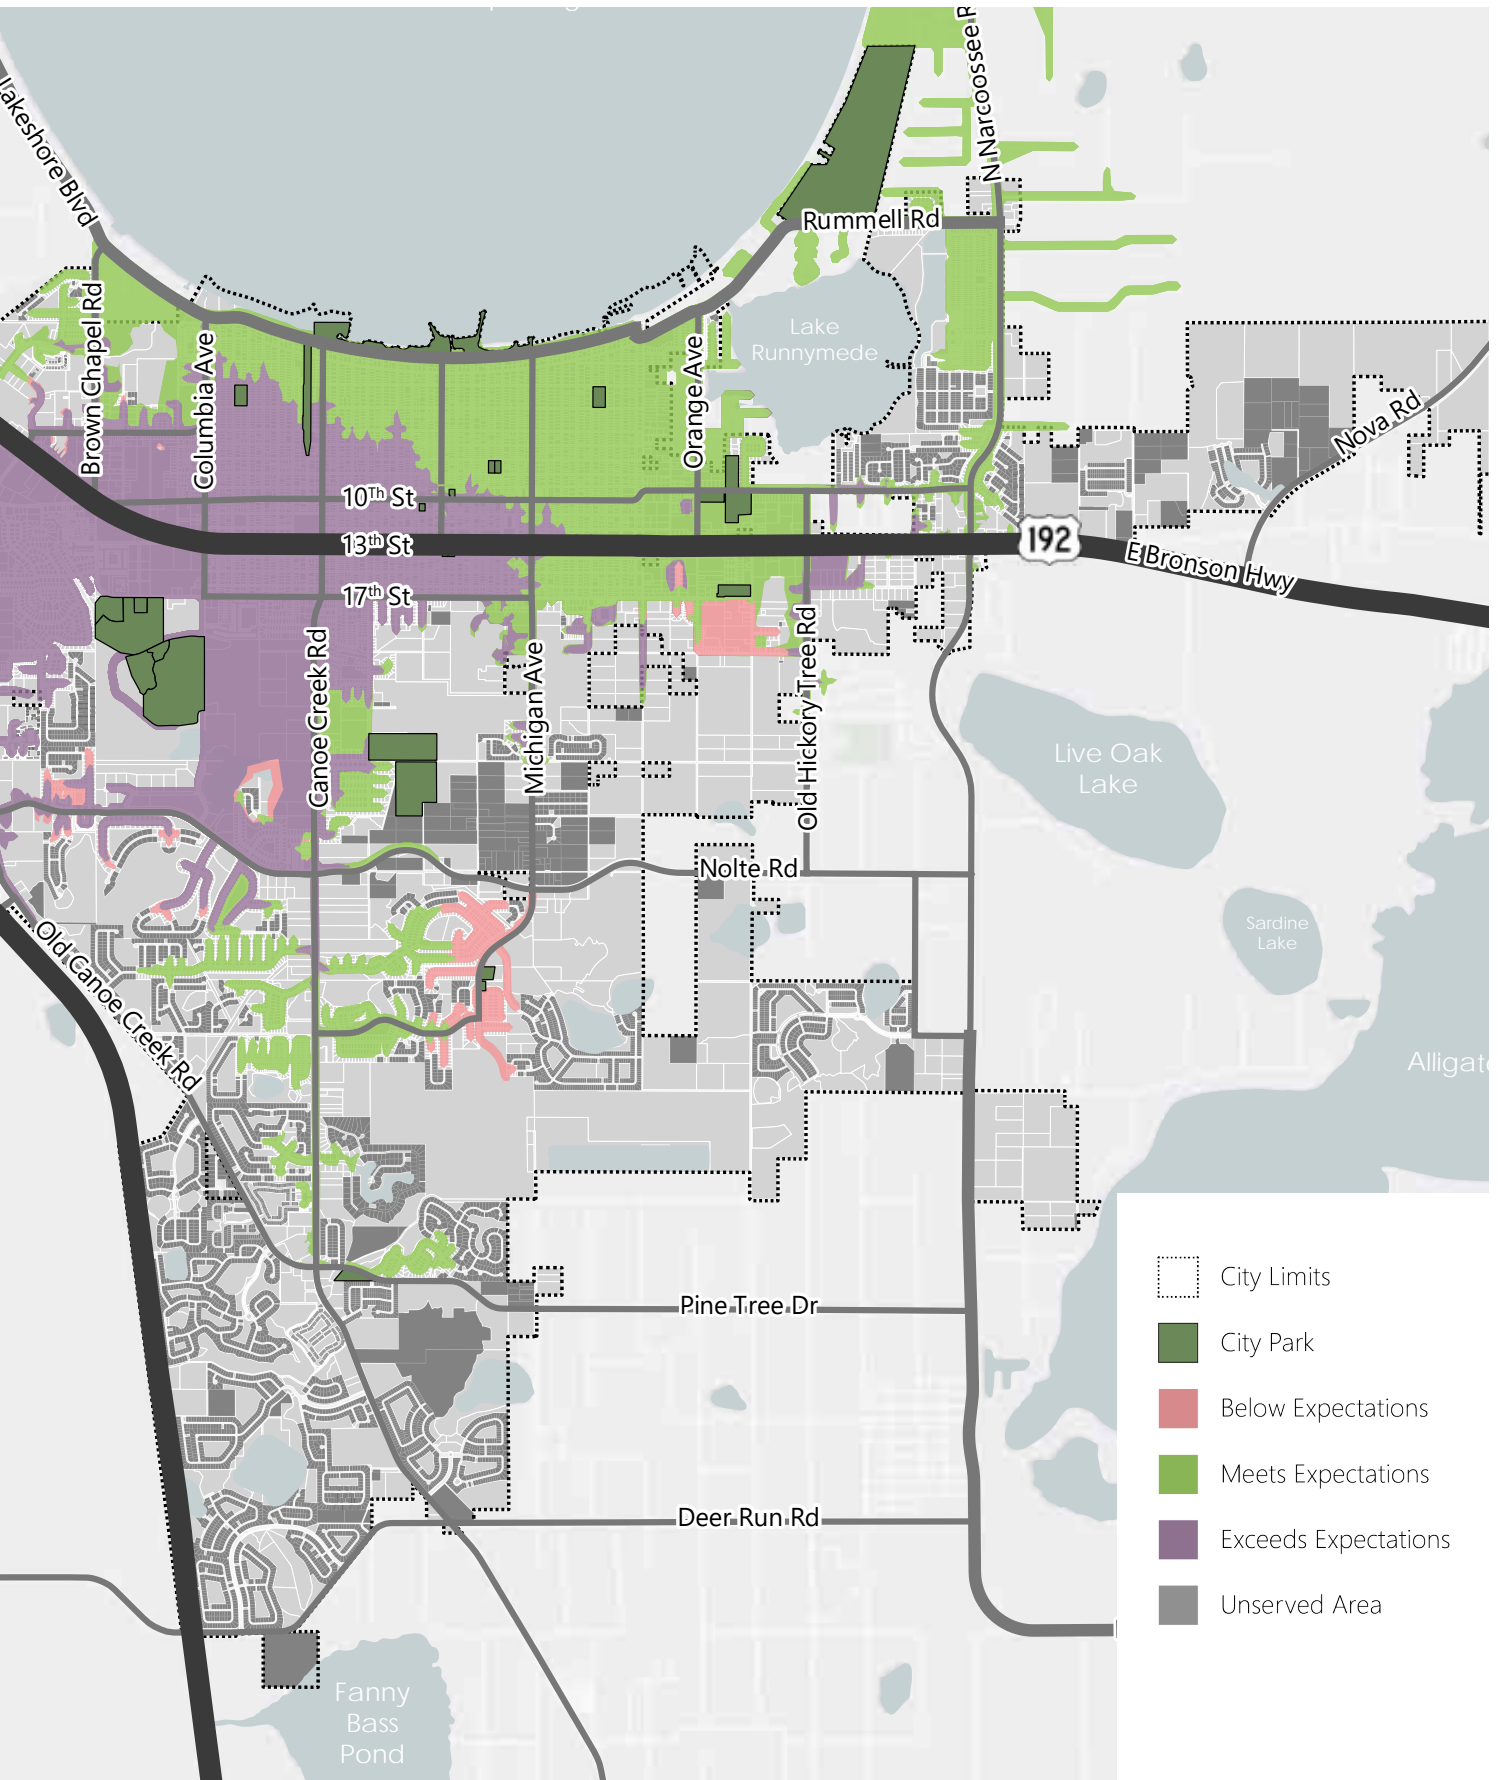 N Narcoossee R
Lakeshore Blvd
Rummell Rd
Lake
Runnymede
Brown Chapel Rd
Columbia Ave
Orange Ave
Nova Rd
10Th St
13th St
192
E Bronson Hwy
17th St
Canoe Creek Rd
Michigan Ave
Old Hickory Tree Rd
Live Oak
Lake
Nolte Rd
Sardine
Lake
Old Canoe Creek Rd
Alligat
Pine Tree Dr
Deer Run Rd
Fanny
Bass
Pond
City Limits
City Park
Below Expectations
Meets Expectations
Exceeds Expectations
Unserved Area